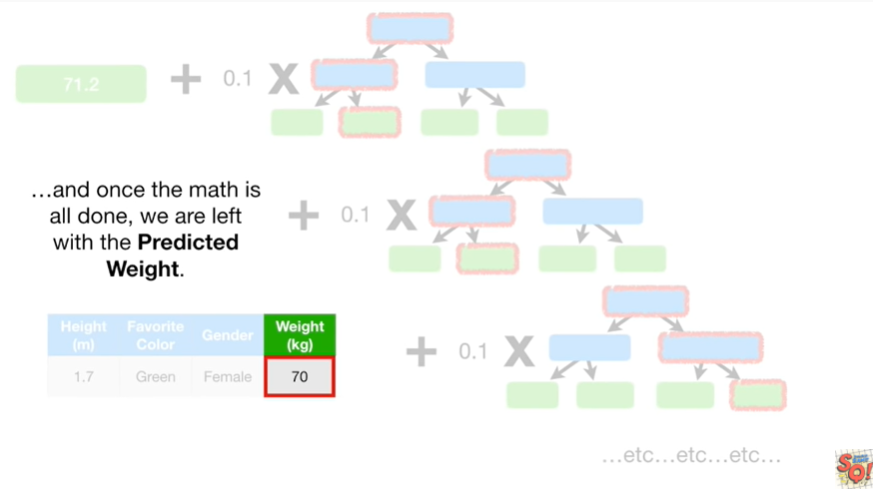 71.2 + 0.1 X
…and once the math is
all done, we are left
with the Predicted
Weight.
+ 0.1 X
Height
(m)
Favorite
Color
Gender
Weight
(kg)
1.7 Green Female 70
+ 0.1 X
…etc…etc…etc…
SQ!